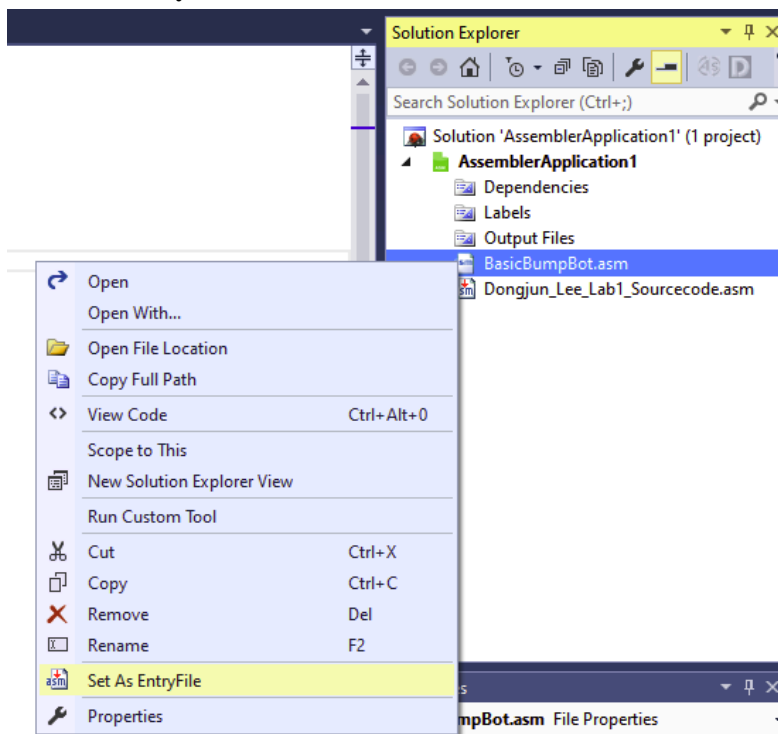 Solution Explorer
Search Solution Explorer (Ctrl+;)
Solution 'AssemblerApplication1' (1 project)
AssemblerApplication1
Dependencies
Labels
Output Files
BasicBumpBot.asm
asm Dongjun_Lee_Lab1_Sourcecode.asm
Open
Open With...
Open File Location
Copy Full Path
View Code Ctrl+Alt+0
Scope to This
New Solution Explorer View
Run Custom Tool
Cut Ctrl+X
Copy Ctrl+C
Remove Del
Rename F2
asm Set As EntryFile
Properties
mpBot.asm File Properties